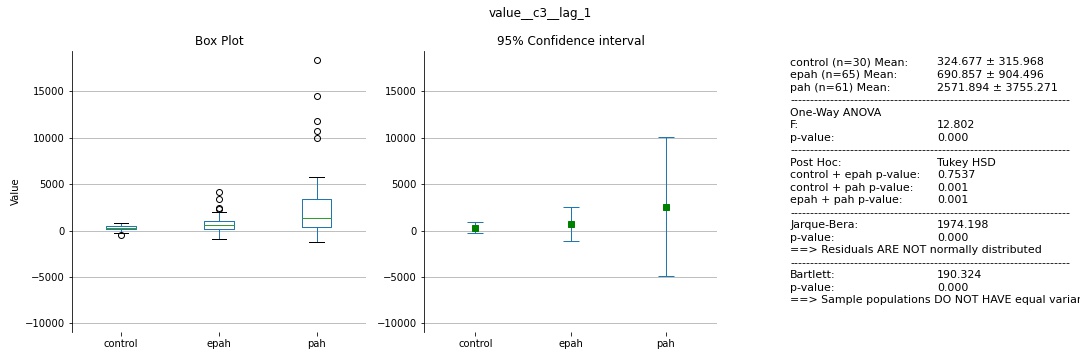 value__c3__lag_1
Box Plot
95% Confidence interval
Value
15000
10000
5000
0
−5000
−10000
control
epah
pah
15000
10000
5000
0
−5000
−10000
control
epah
pah
control (n=30) Mean: 324.677 ± 315.968
epah (n=65) Mean: 690.857 ± 904.496
pah (n=61) Mean: 2571.894 ± 3755.271
One-Way ANOVA
F: 12.802
p-value: 0.000
Post Hoc: Tukey HSD
control + epah p-value: 0.7537
control + pah p-value: 0.001
epah + pah p-value: 0.001
Jarque-Bera: 1974.198
p-value: 0.000
==> Residuals ARE NOT normally distributed
Bartlett: 190.324
p-value: 0.000
==> Sample populations DO NOT HAVE equal varian